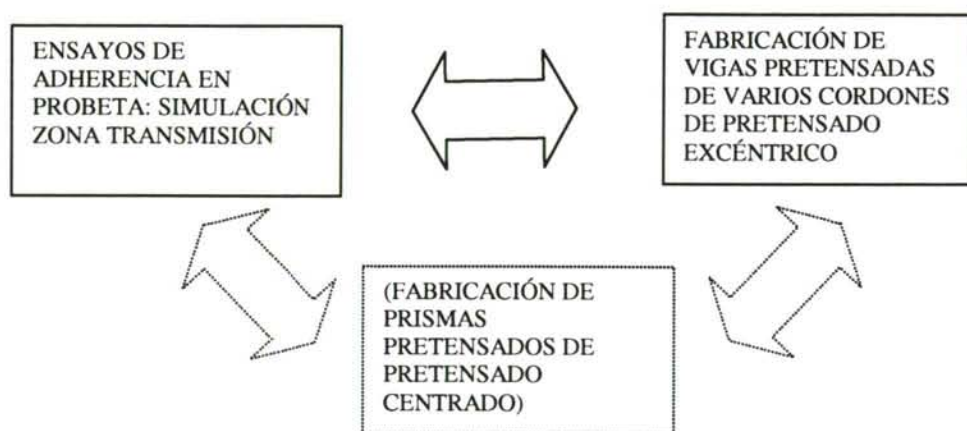 ENSAYOS DE
ADHERENCIA EN
PROBETA: SIMULACIÓN
ZONA TRANSMISIÓN
FABRICACIÓN DE
VIGAS PRETENSADAS
DE VARIOS CORDONES
DE PRETENSADO
EXCÉNTRICO
(FABRICACIÓN DE
PRISMAS
PRETENSADOS DE
PRETENSADO
CENTRADO)